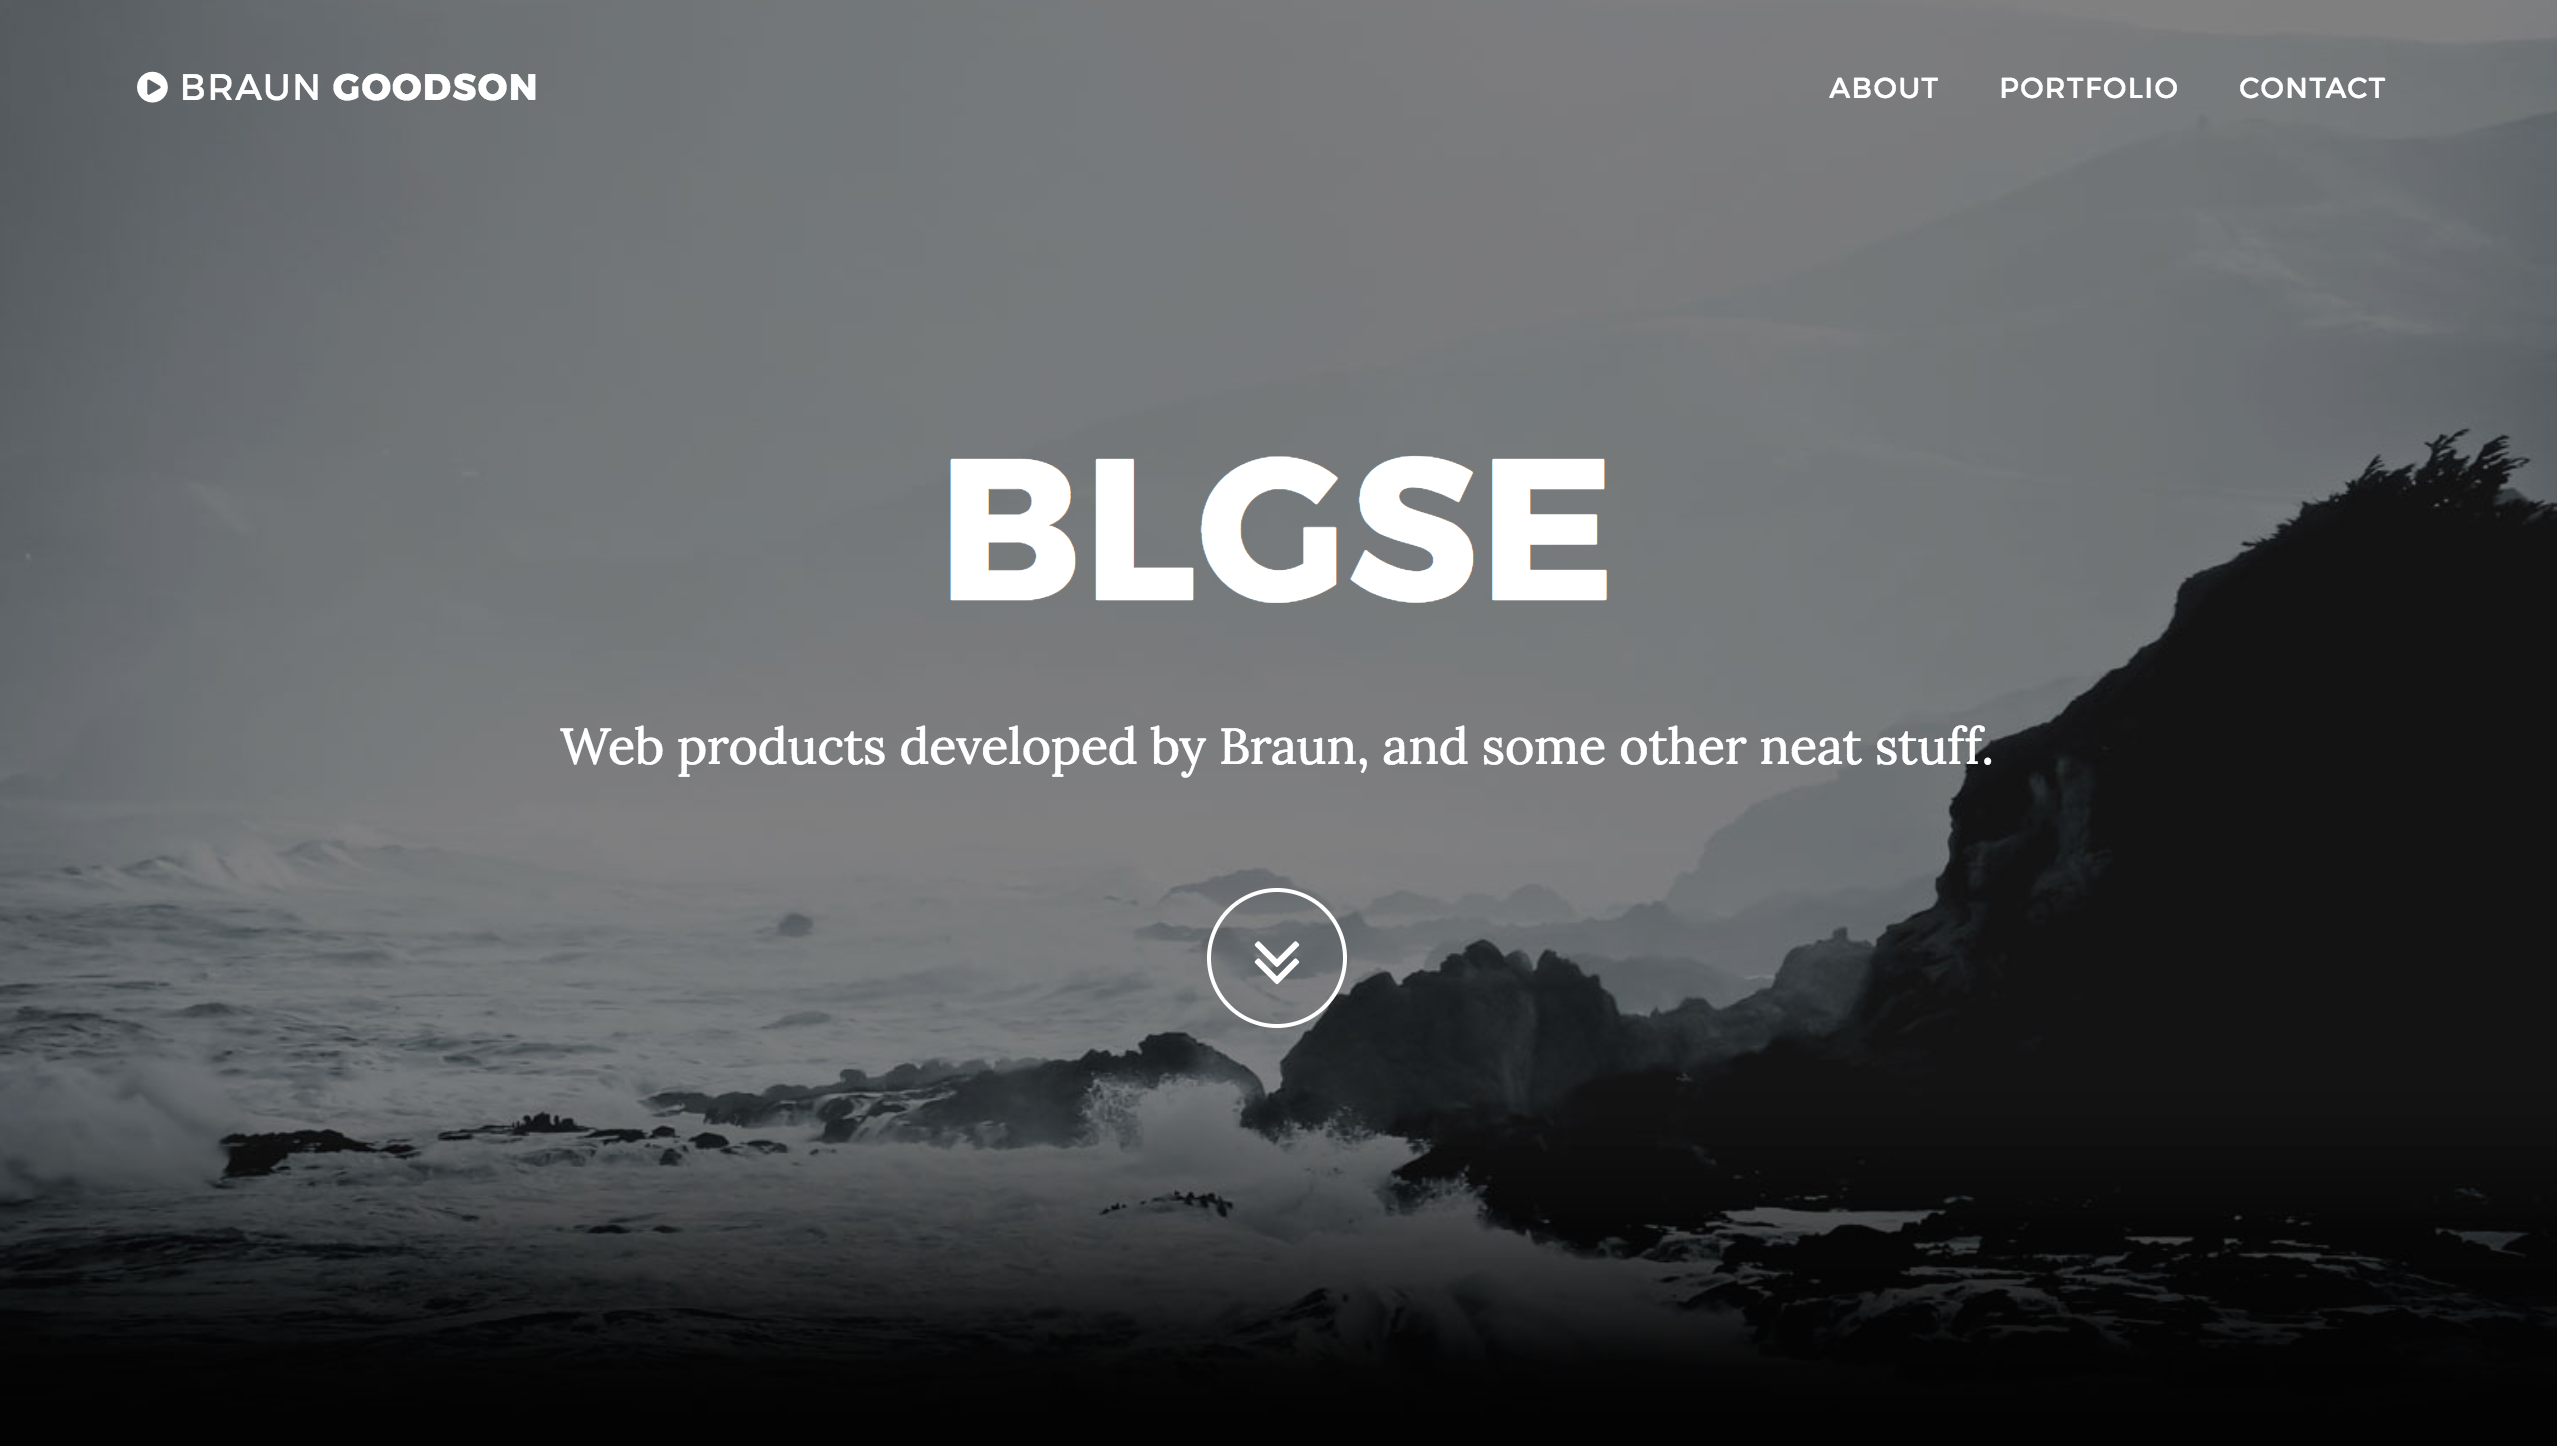 BRAUN GOODSON
ABOUT PORTFOLIO CONTACT
BLGSE
Web products developed by Braun, and some other neat stuff.